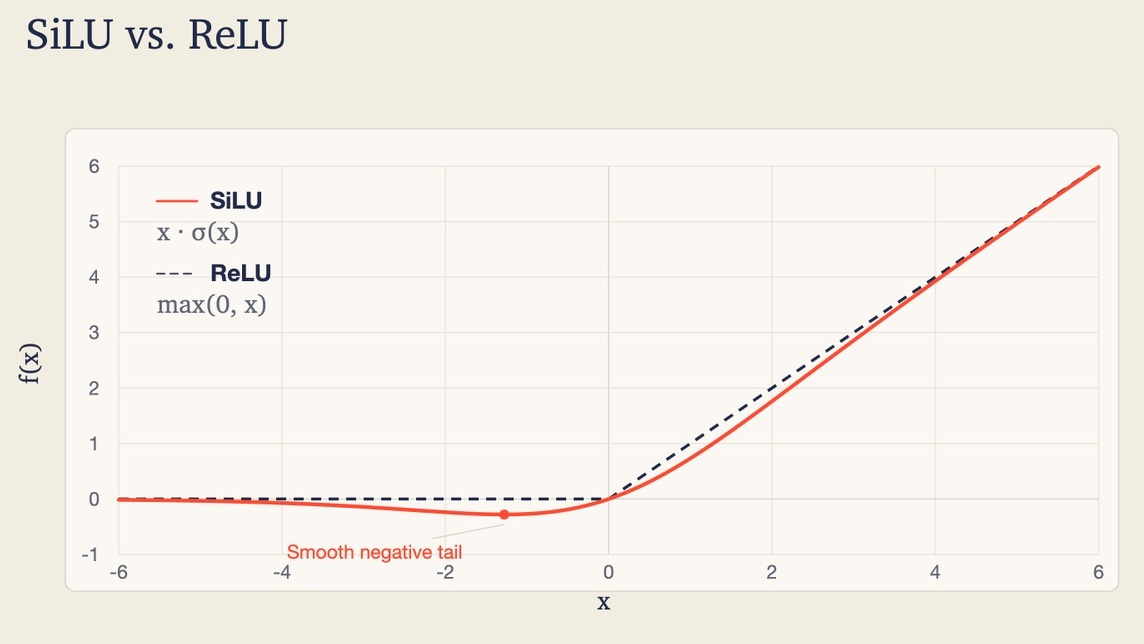 SiLU vs. ReLU
SiLU
x · σ(x)
ReLU
max(0, x)
6
5
4
3
2
1
0
-1
f(x)
Smooth negative tail
-6
-4
-2
0
2
4
6
x